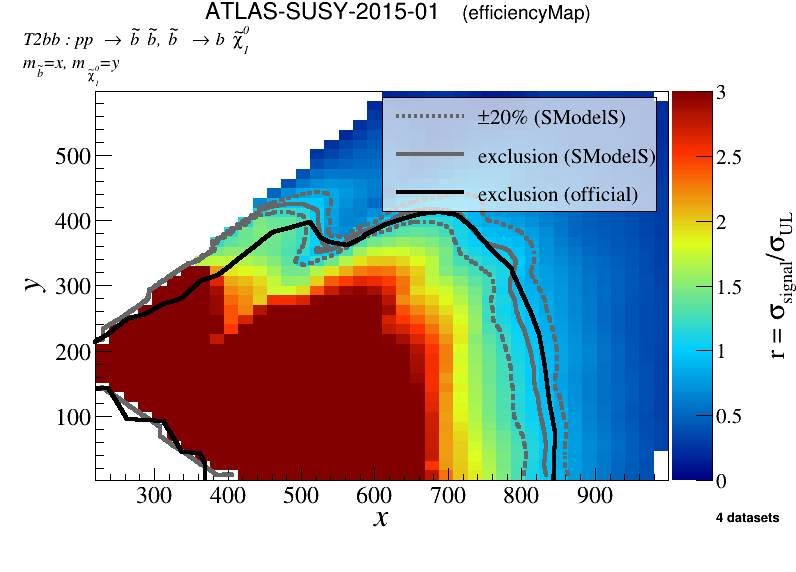 ATLAS-SUSY-2015-01 (efficiencyMap)
T2bb : pp → b̃ b̃, b̃ → b χ̃₁⁰
m_b̃=x, m_χ̃₁⁰=y
±20% (SModelS)
exclusion (SModelS)
exclusion (official)
500
400
300
200
100
y
300 400 500 600 700 800 900
x
3
2.5
2
1.5
1
0.5
0
r = σ_signal/σ_UL
4 datasets